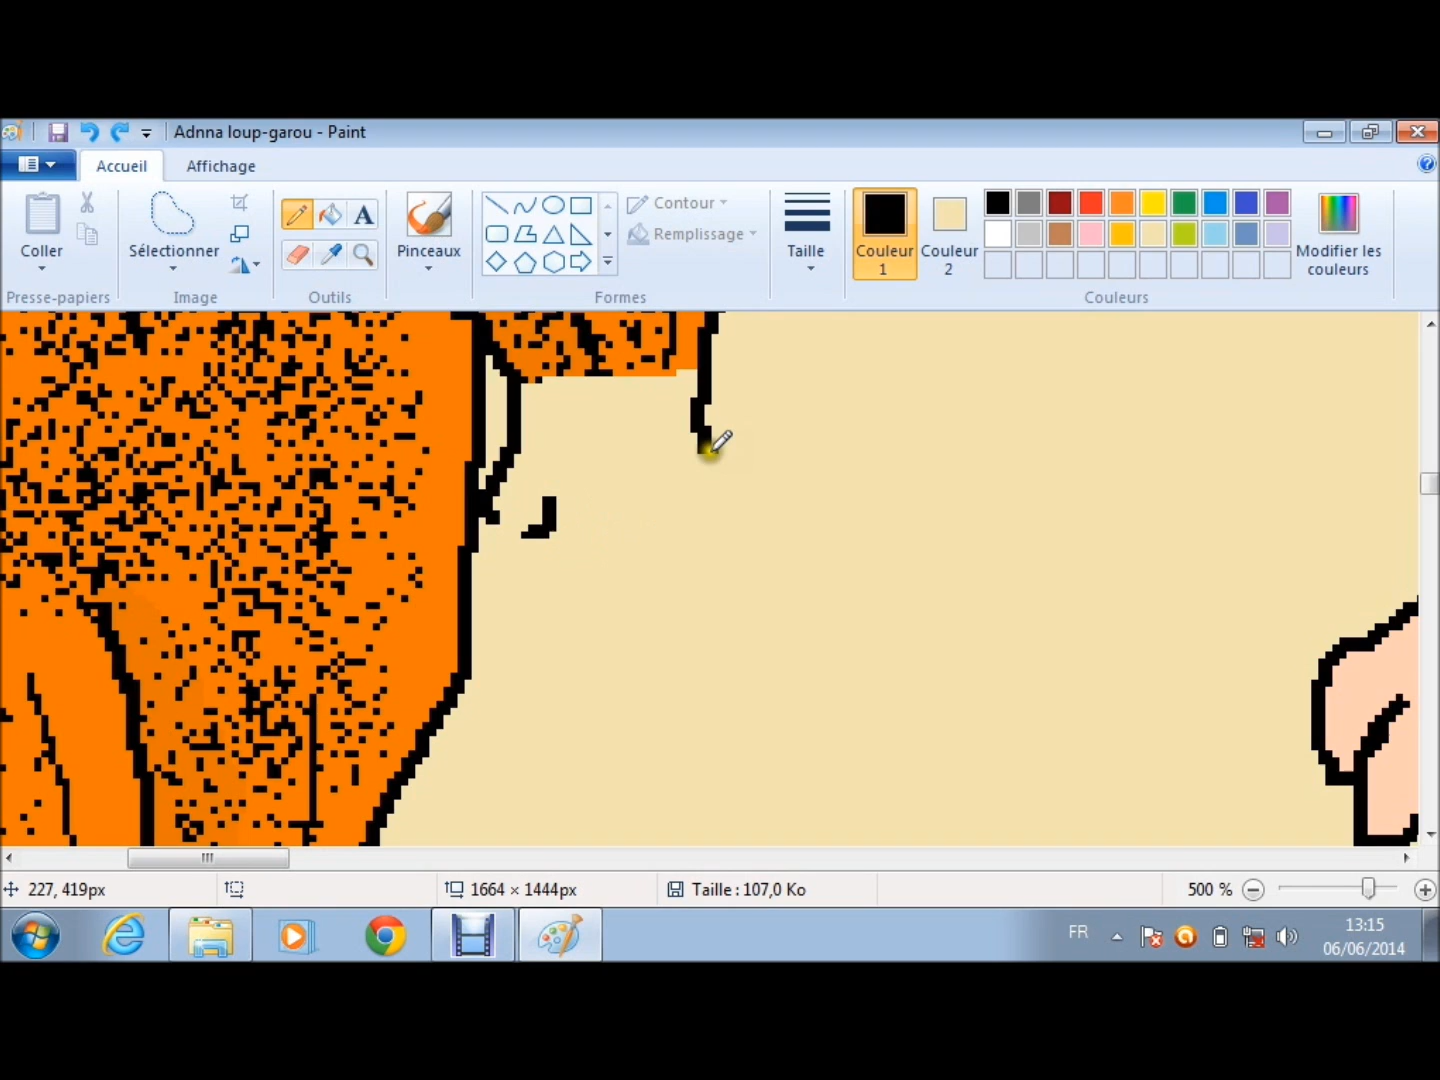 Adnna loup-garou - Paint
Accueil
Affichage
Coller
Sélectionner
A
Pinceaux
Contour
Remplissage
Taille
Couleur
1
Couleur
2
Modifier les
couleurs
Presse-papiers
Image
Outils
Formes
Couleurs
227, 419px
1664 × 1444px
Taille : 107,0 Ko
500 %
FR
13:15
06/06/2014